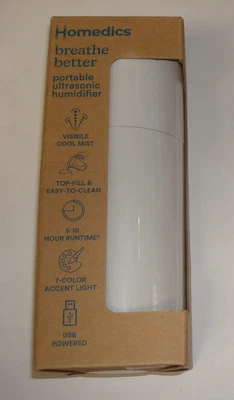 Homedics
breathe
better
portable
ultrasonic
humidifier
VISIBLE
COOL MIST
TOP-FILL &
EASY-TO-CLEAN
6-10
HOUR RUNTIME*
7-COLOR
ACCENT LIGHT
USB
POWERED